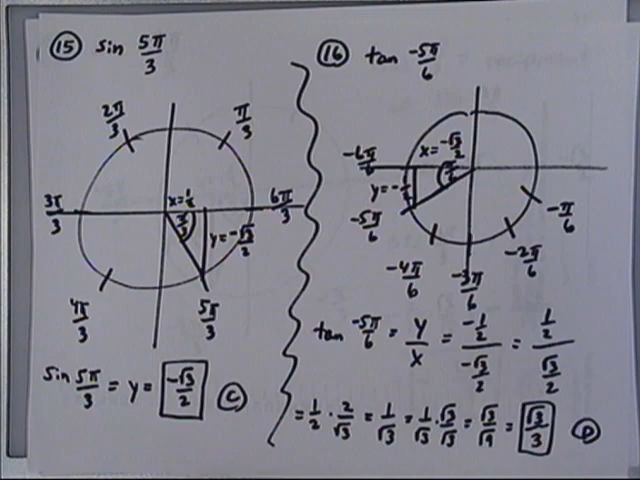 15 sin 5π/3
2π/3 π/3
3π/3 x=1/2 π/3 6π/3
y=-√3/2
4π/3 5π/3
sin 5π/3 = y = -√3/2 C
16 tan -5π/6
-6π/6 x=-√3/2
y=-1/2 π/6
-5π/6 -π/6
-4π/6 -3π/6 -2π/6
tan -5π/6 = y/x = (-1/2)/(-√3/2) = (1/2)/(√3/2)
= 1/2 · 2/√3 = 1/√3 = 1/√3 · √3/√3 = √3/√9 = √3/3 D